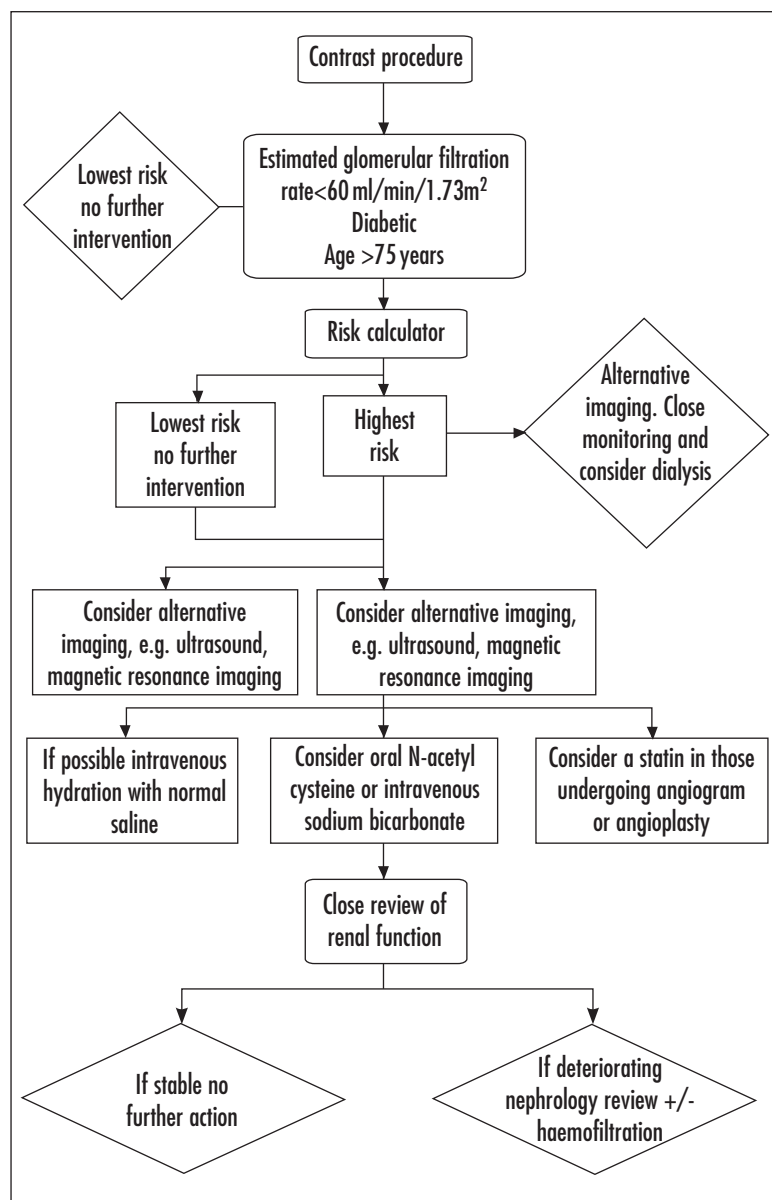 Contrast procedure
Lowest risk
no further
intervention
Estimated glomerular filtration
rate<60 ml/min/1.73m²
Diabetic
Age >75 years
Risk calculator
Lowest risk
no further
intervention
Highest
risk
Alternative
imaging. Close
monitoring and
consider dialysis
Consider alternative
imaging, e.g. ultrasound,
magnetic resonance imaging
Consider alternative imaging,
e.g. ultrasound, magnetic
resonance imaging
If possible intravenous
hydration with normal
saline
Consider oral N-acetyl
cysteine or intravenous
sodium bicarbonate
Consider a statin in those
undergoing angiogram
or angioplasty
Close review of
renal function
If stable no
further action
If deteriorating
nephrology review +/-
haemofiltration